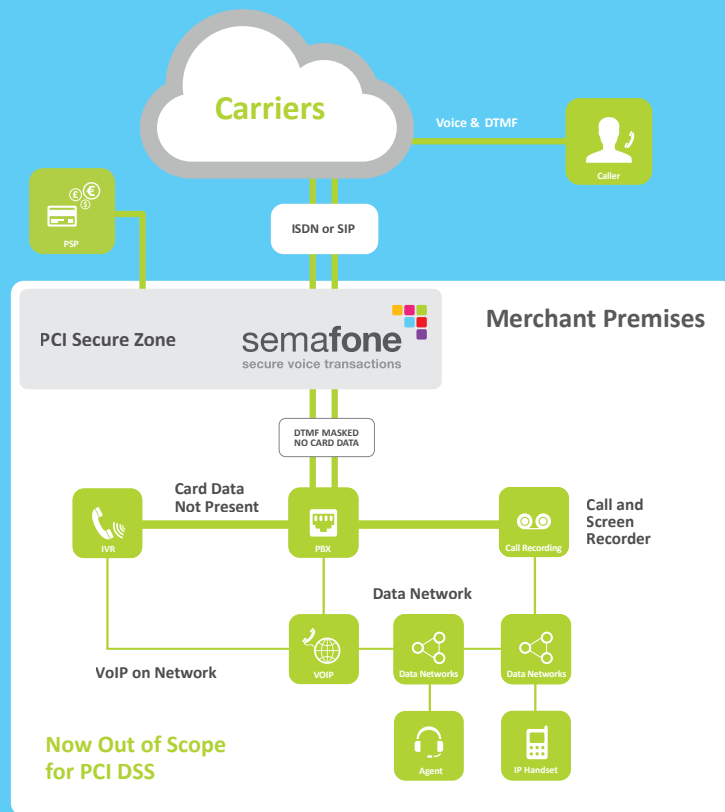 Carriers
Voice & DTMF
Caller
£
€
$
PSP
ISDN or SIP
PCI Secure Zone
semafone
secure voice transactions
Merchant Premises
DTMF MASKED
NO CARD DATA
Card Data
Not Present
IVR
PBX
Call Recording
Call and
Screen
Recorder
Data Network
VoIP on Network
VOIP
Data Networks
Data Networks
Now Out of Scope
for PCI DSS
Agent
IP Handset